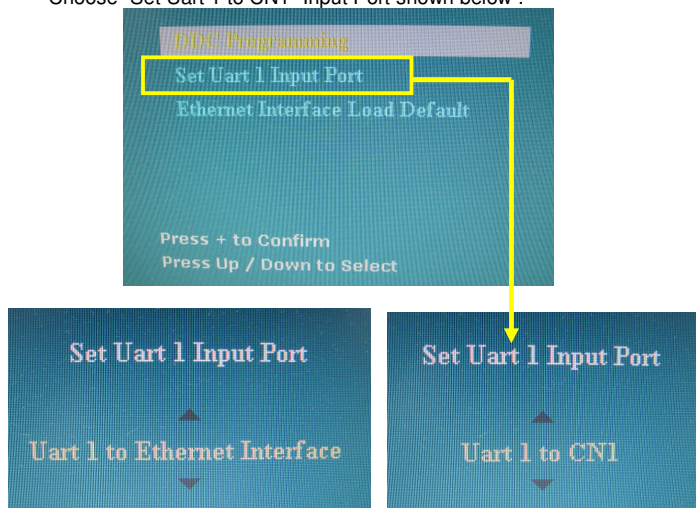 Choose "Set Uart 1 to CN1" Input Port shown below :
DDC Programming
Set Uart 1 Input Port
Ethernet Interface Load Default
Press + to Confirm
Press Up / Down to Select
Set Uart 1 Input Port
Uart 1 to Ethernet Interface
Set Uart 1 Input Port
Uart 1 to CN1